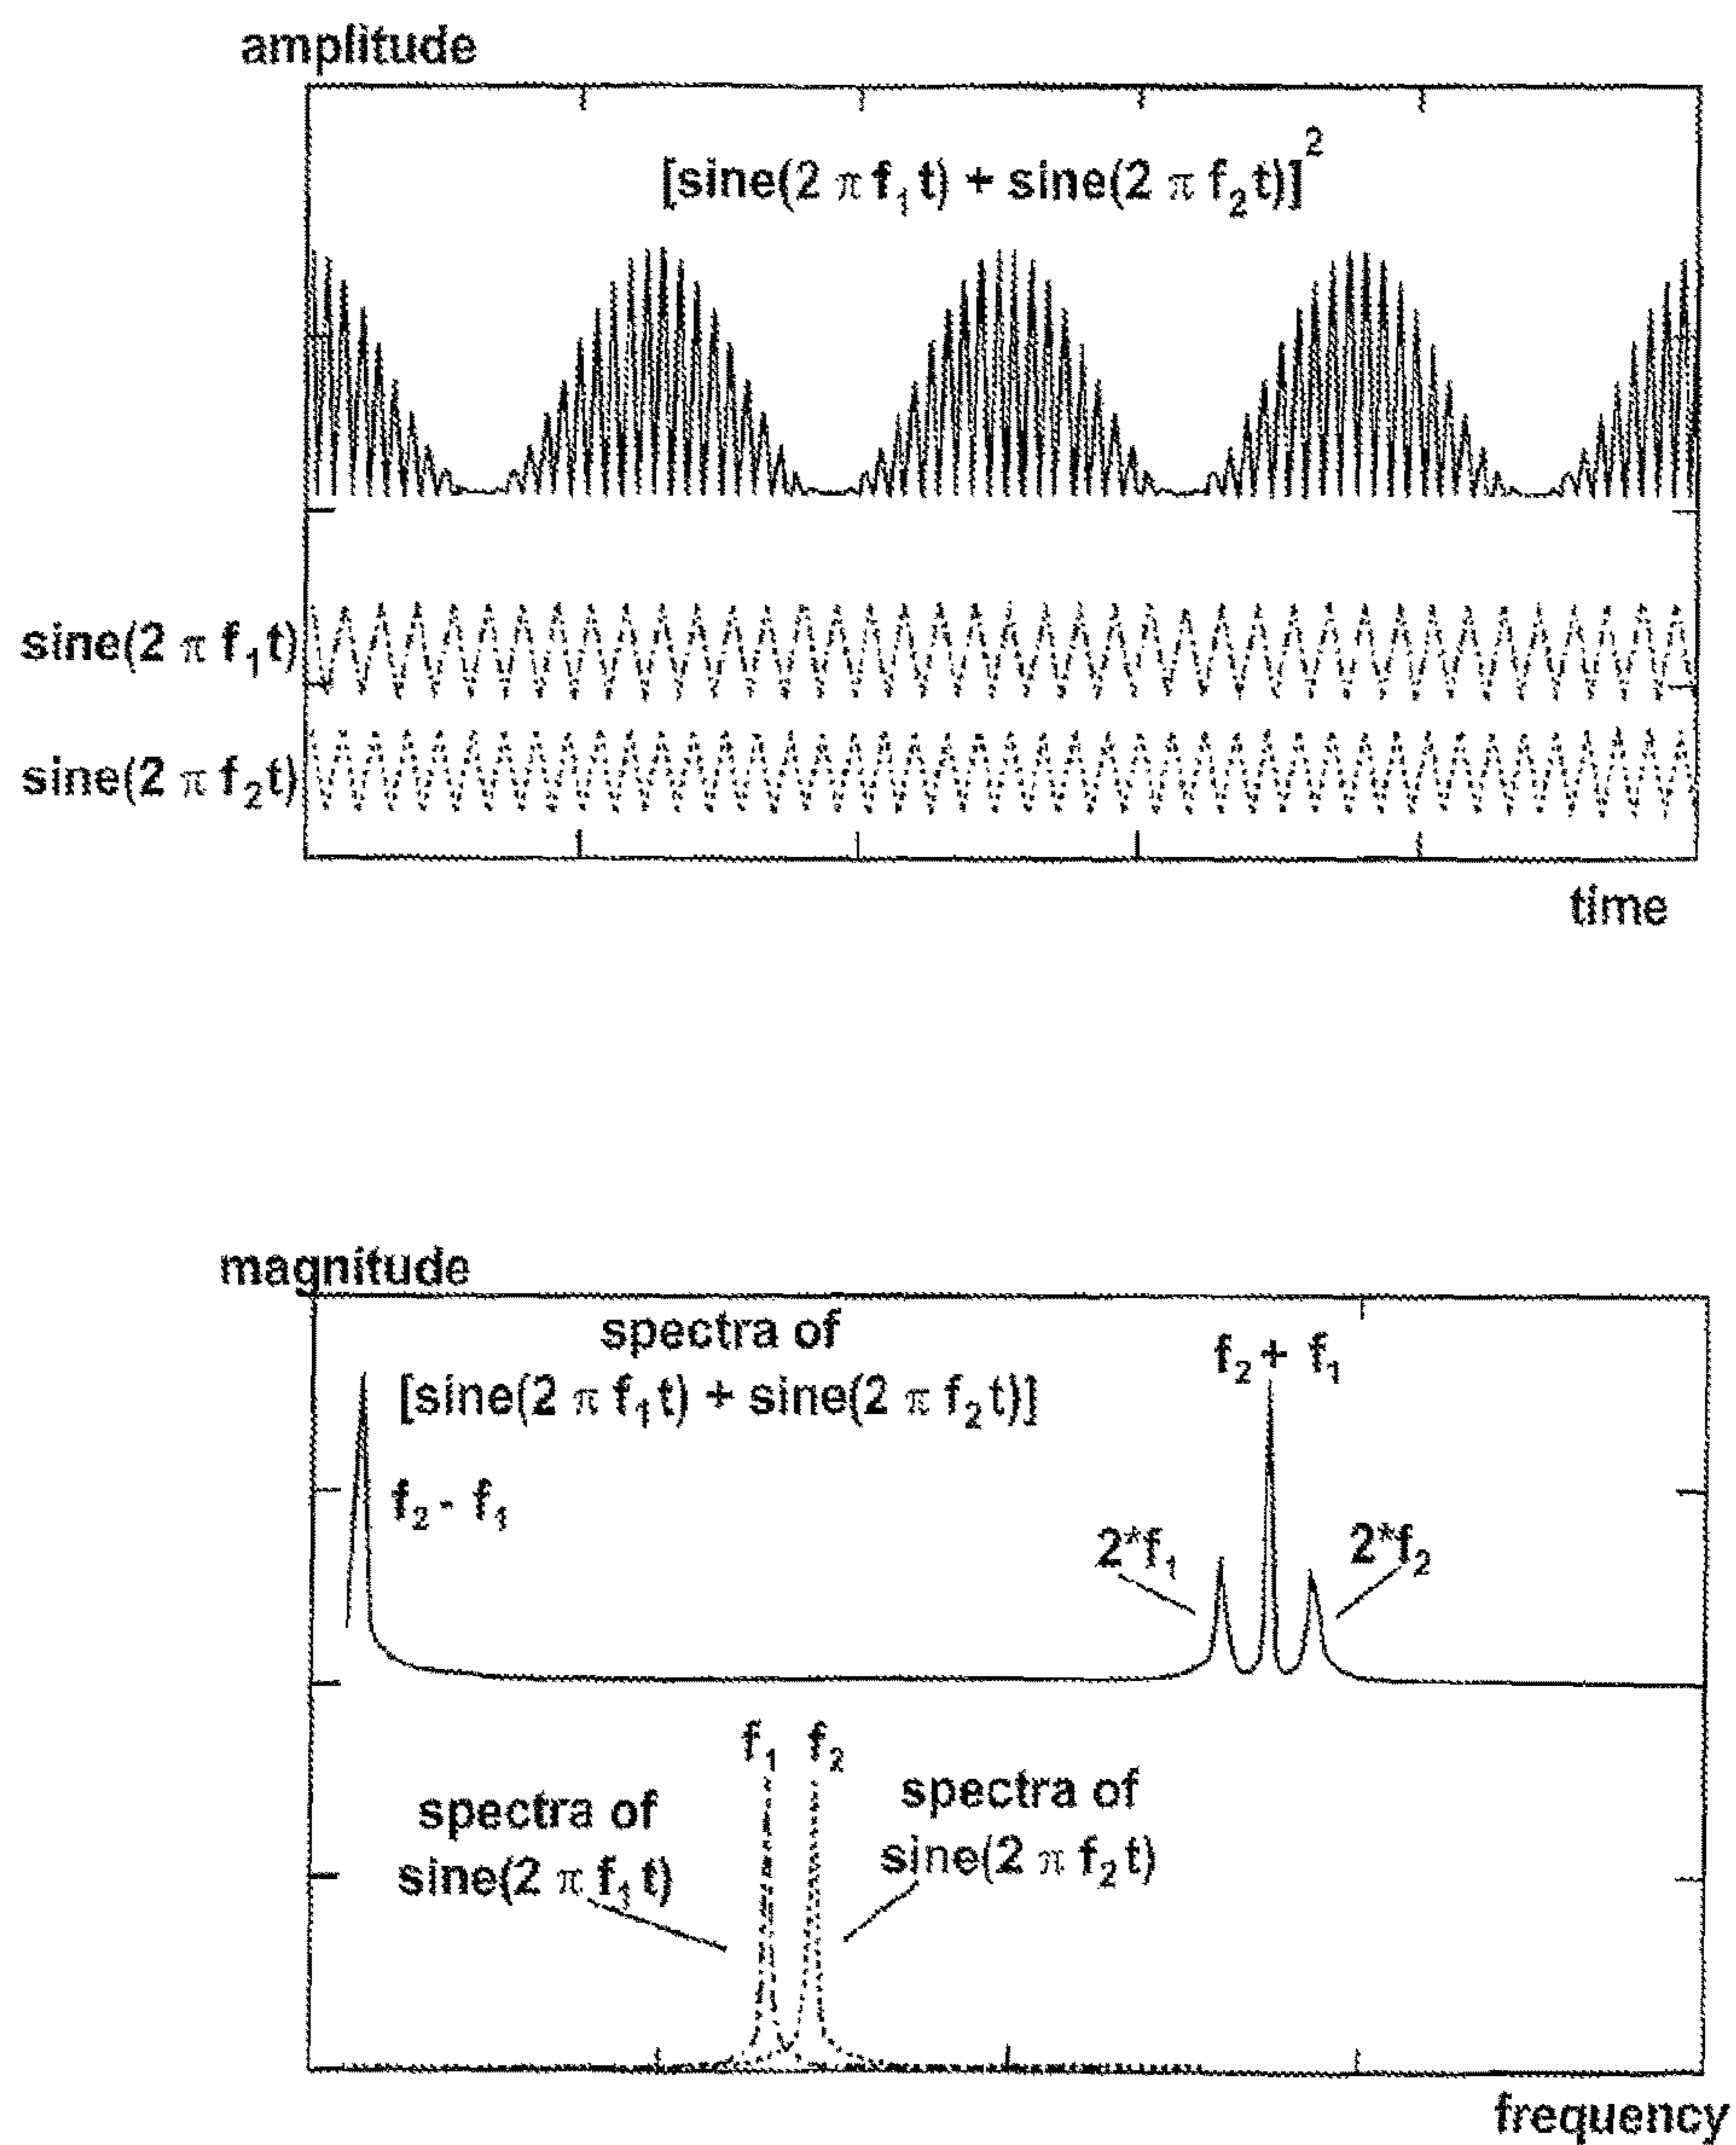 amplitude
[sine(2 π f₁ t) + sine(2 π f₂ t)]²
sine(2 π f₁ t)
sine(2 π f₂ t)
time
magnitude
spectra of
[sine(2 π f₁ t) + sine(2 π f₂ t)]
f₂ + f₁
f₂ - f₁
2*f₁
2*f₂
f₁ f₂
spectra of
sine(2 π f₁ t)
spectra of
sine(2 π f₂ t)
frequency